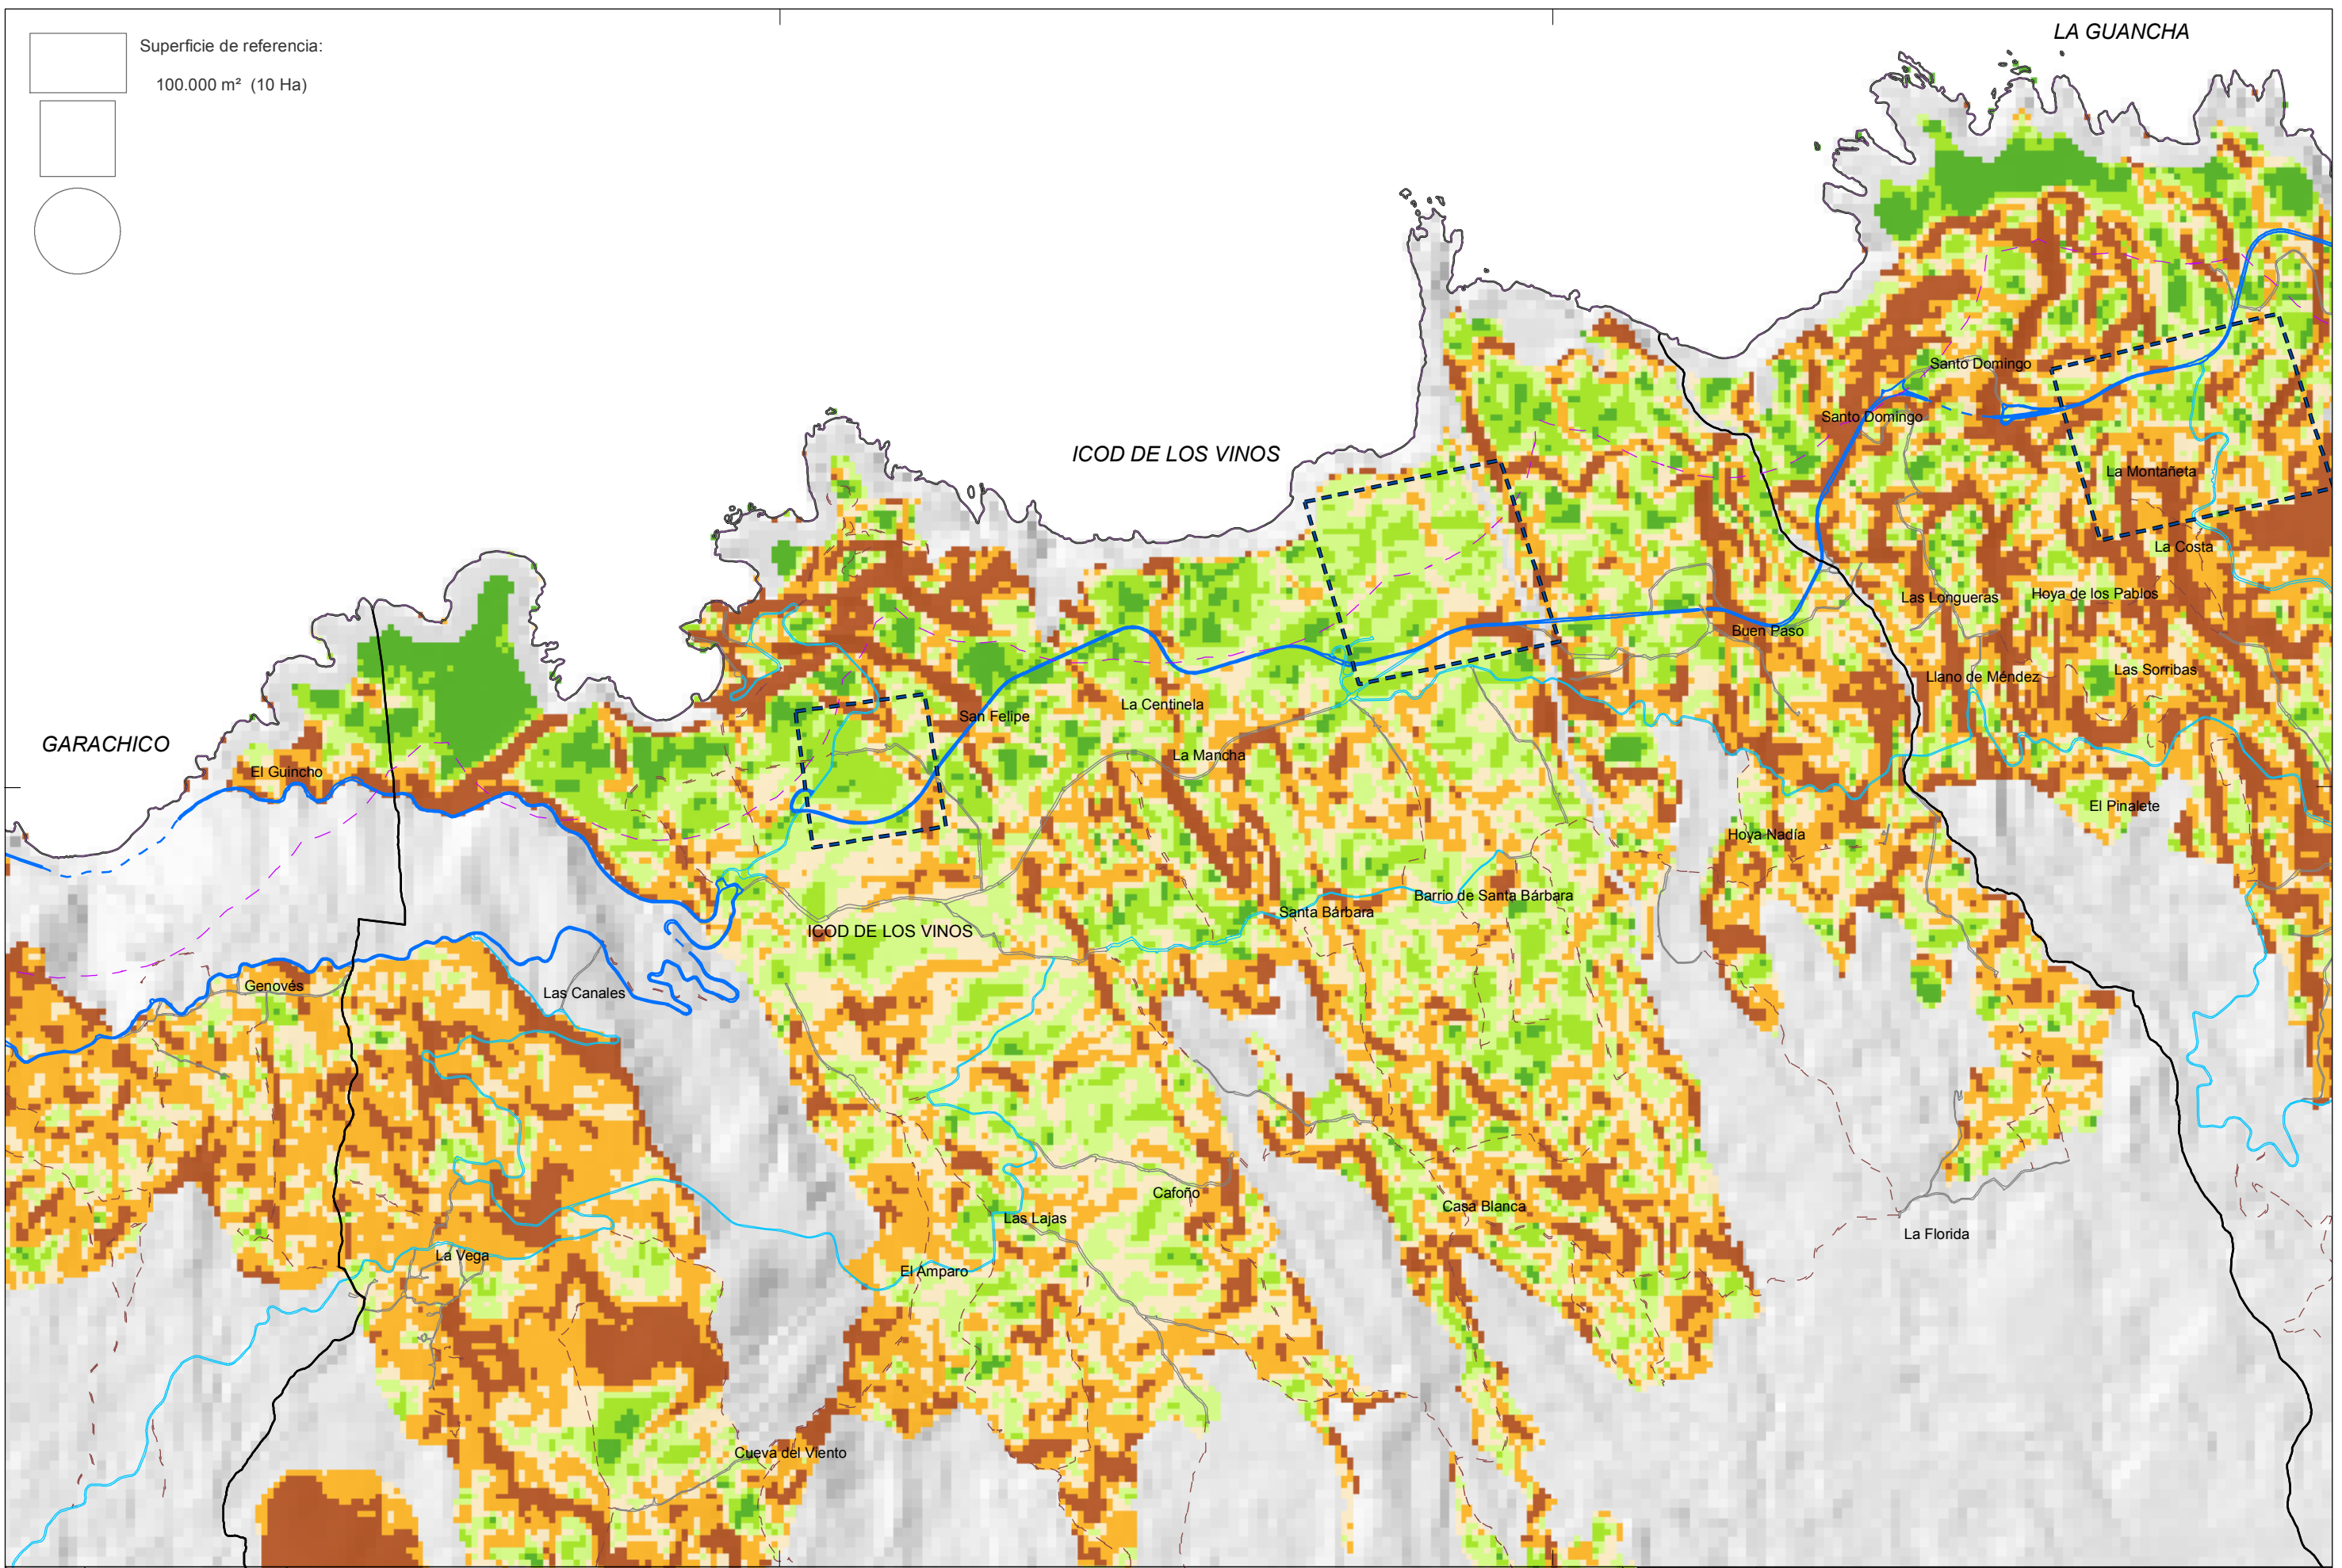 LA GUANCHA
Superficie de referencia:
100.000 m² (10 Ha)
Santo Domingo
Santo Domingo
ICOD DE LOS VINOS
La Montañeta
La Costa
Las Longueras
Hoya de los Pablos
Buen Paso
Las Sorribas
Llano de Méndez
La Centinela
San Felipe
GARACHICO
La Mancha
El Guincho
El Pinalete
Hoya Nadía
Barrio de Santa Bárbara
Santa Bárbara
ICOD DE LOS VINOS
Genovés
Las Canales
Cafoño
Casa Blanca
Las Lajas
La Florida
La Vega
El Amparo
Cueva del Viento